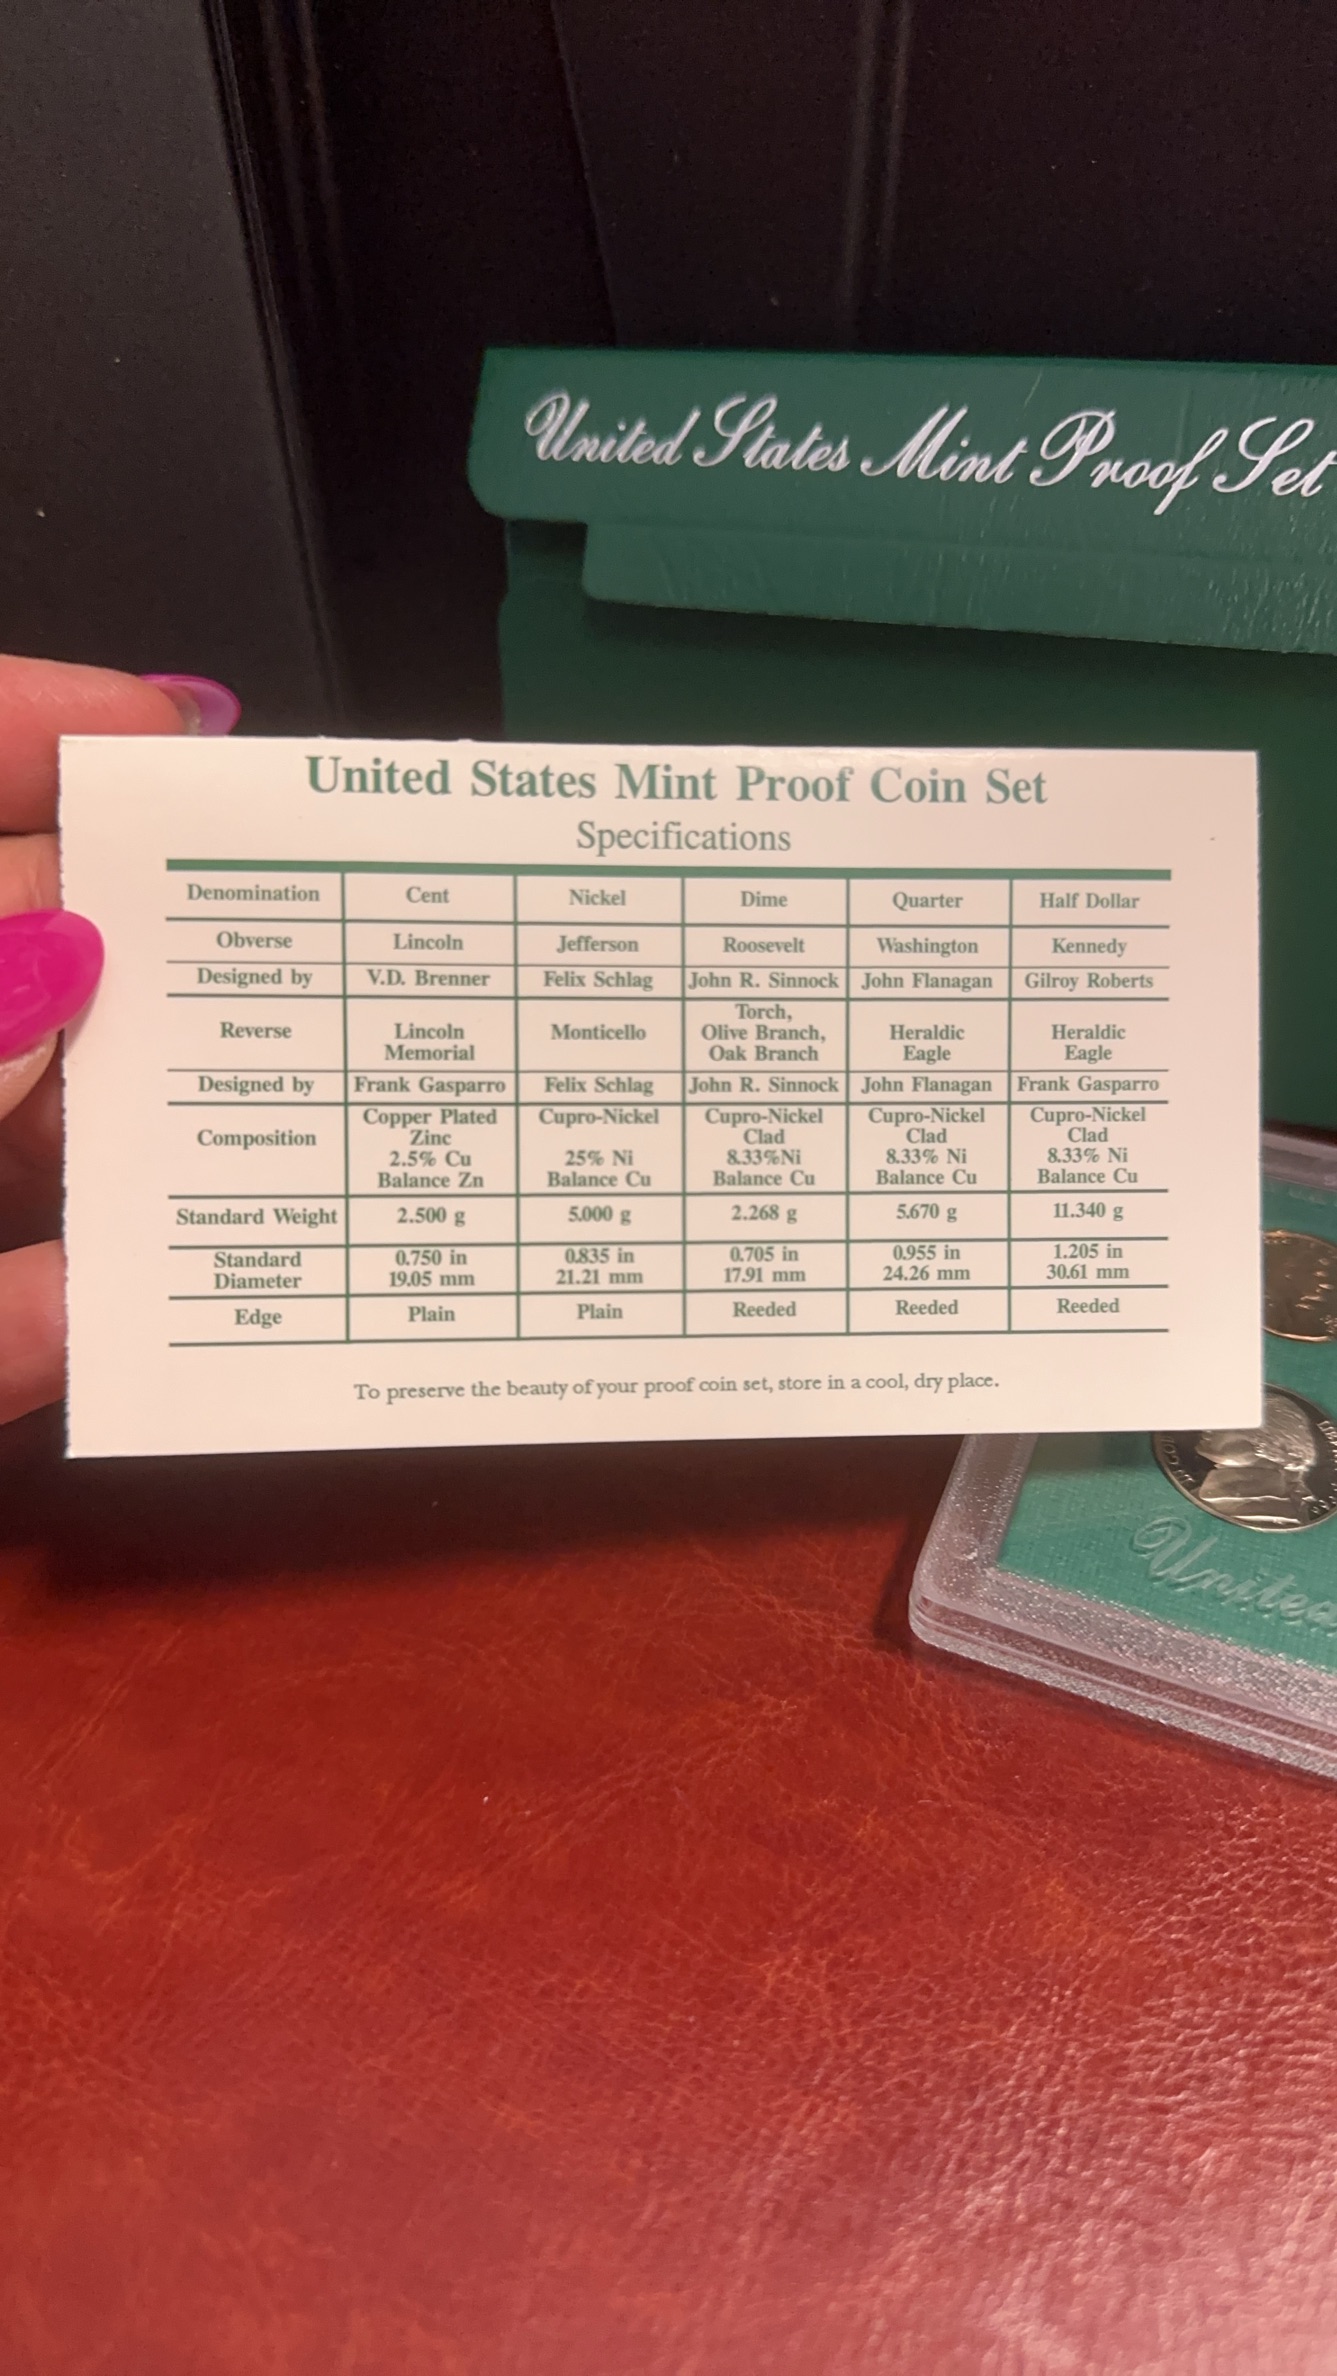 United States Mint Proof Set
United States Mint Proof Coin Set
Specifications
Denomination Cent Nickel Dime Quarter Half Dollar
Obverse Lincoln Jefferson Roosevelt Washington Kennedy
Designed by V.D. Brenner Felix Schlag John R. Sinnock John Flanagan Gilroy Roberts
Reverse Lincoln Memorial Monticello Torch, Olive Branch, Oak Branch Heraldic Eagle Heraldic Eagle
Designed by Frank Gasparro Felix Schlag John R. Sinnock John Flanagan Frank Gasparro
Composition Copper Plated Zinc 2.5% Cu Balance Zn Cupro-Nickel 25% Ni Balance Cu Cupro-Nickel Clad 8.33%Ni Balance Cu Cupro-Nickel Clad 8.33% Ni Balance Cu Cupro-Nickel Clad 8.33% Ni Balance Cu
Standard Weight 2.500 g 5.000 g 2.268 g 5.670 g 11.340 g
Standard Diameter 0.750 in 19.05 mm 0.835 in 21.21 mm 0.705 in 17.91 mm 0.955 in 24.26 mm 1.205 in 30.61 mm
Edge Plain Plain Reeded Reeded Reeded
To preserve the beauty of your proof coin set, store in a cool, dry place.
United